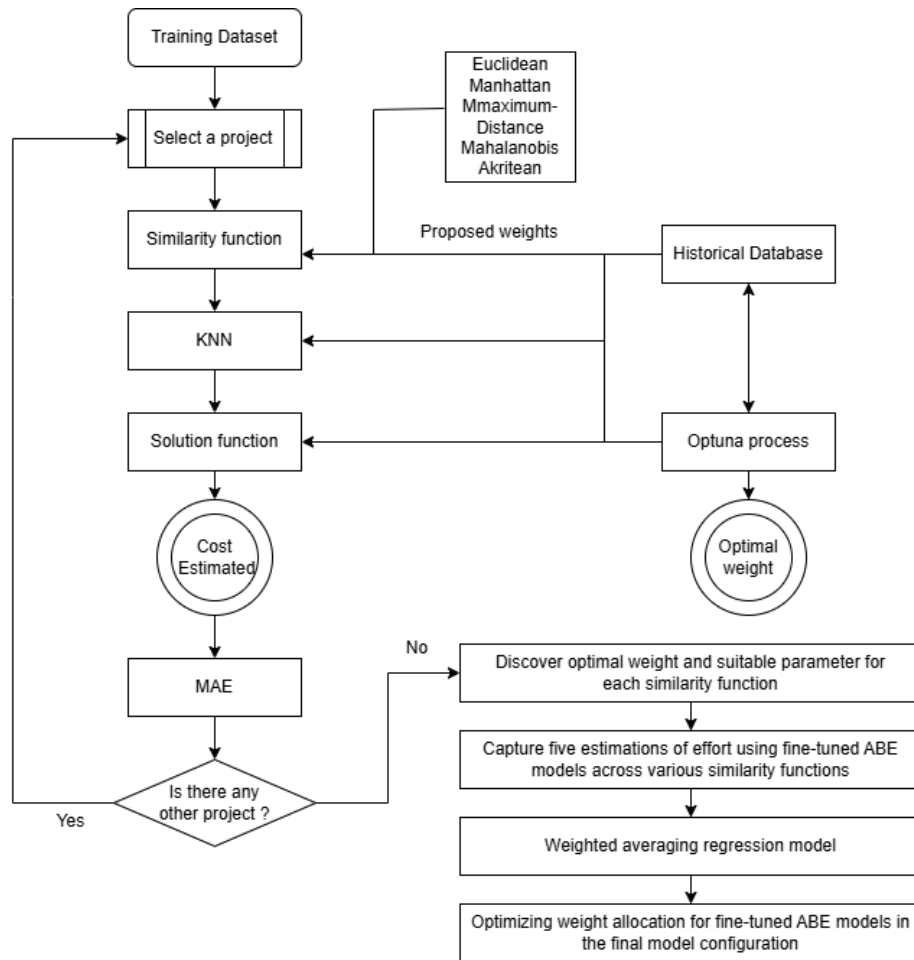 Training Dataset
Euclidean
Manhattan
Mmaximum-
Distance
Mahalanobis
Akritean
Select a project
Similarity function
Proposed weights
Historical Database
KNN
Solution function
Optuna process
Cost
Estimated
Optimal
weight
No
MAE
Discover optimal weight and suitable parameter for
each similarity function
Capture five estimations of effort using fine-tuned ABE
models across various similarity functions
Is there any
other project ?
Yes
Weighted averaging regression model
Optimizing weight allocation for fine-tuned ABE models in
the final model configuration